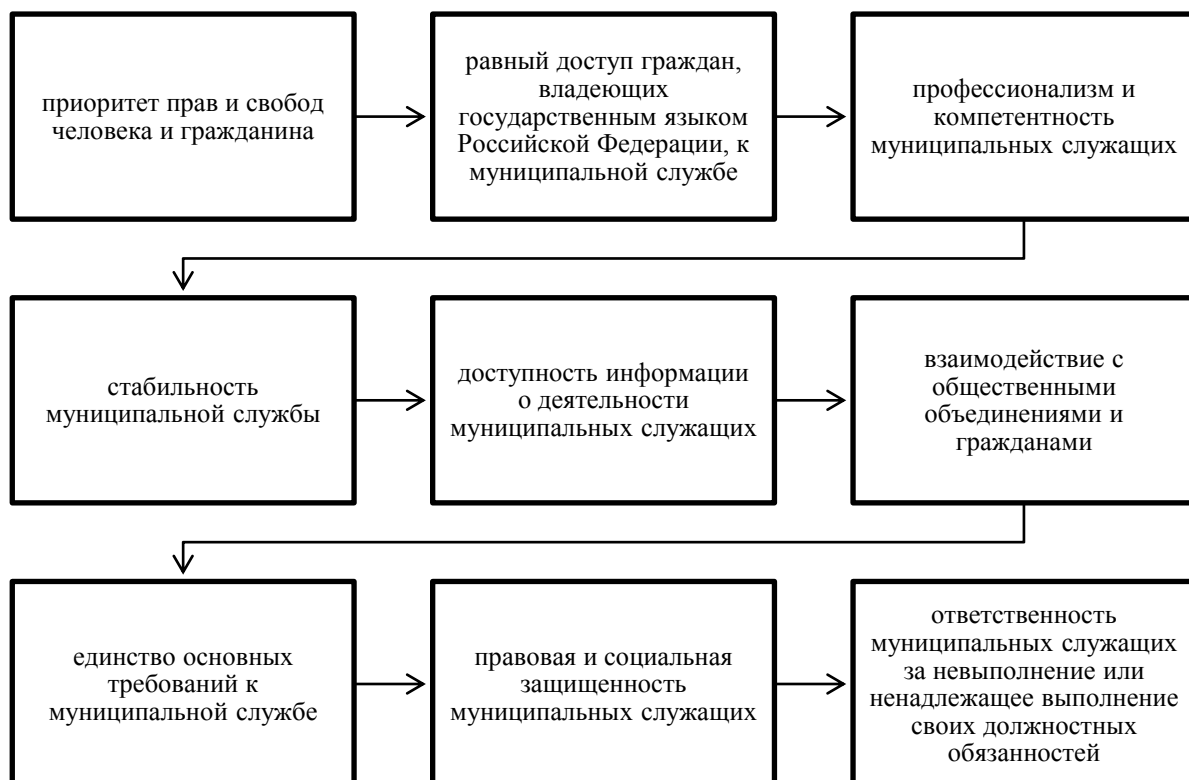 приоритет прав и свобод
человека и гражданина
равный доступ граждан,
владеющих
государственным языком
Российской Федерации, к
муниципальной службе
профессионализм и
компетентность
муниципальных служащих
стабильность
муниципальной службы
доступность информации
о деятельности
муниципальных служащих
взаимодействие с
общественными
объединениями и
гражданами
единство основных
требований к
муниципальной службе
правовая и социальная
защищенность
муниципальных служащих
ответственность
муниципальных служащих
за невыполнение или
ненадлежащее выполнение
своих должностных
обязанностей